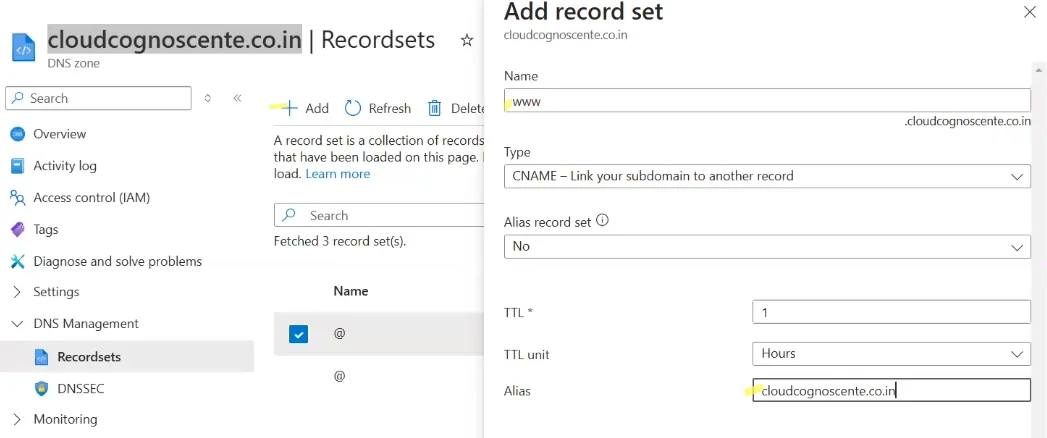 cloudcognoscente.co.in | Recordsets
DNS zone
Search
Overview
Activity log
Access control (IAM)
Tags
Diagnose and solve problems
Settings
DNS Management
Recordsets
DNSSEC
Monitoring
Add
Refresh
Delete
A record set is a collection of records
that have been loaded on this page.
load. Learn more
Search
Fetched 3 record set(s).
Name
@
@
Add record set
cloudcognoscente.co.in
Name
www
.cloudcognoscente.co.in
Type
CNAME – Link your subdomain to another record
Alias record set
No
TTL *
1
TTL unit
Hours
Alias
cloudcognoscente.co.in